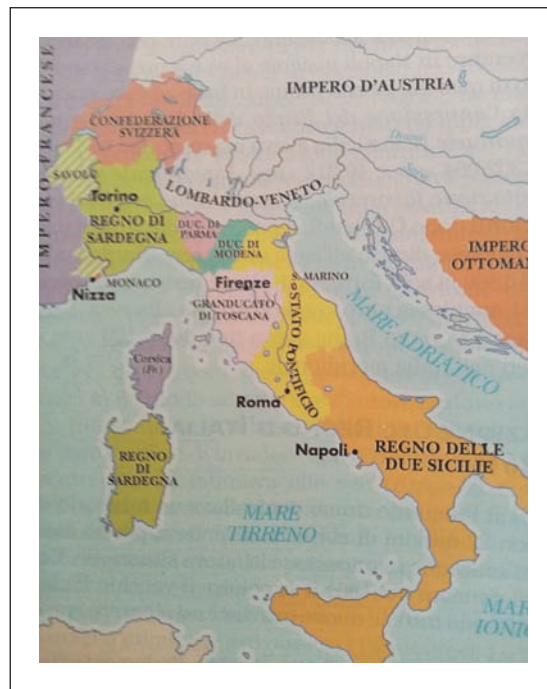 IMPERO D'AUSTRIA
CONFEDERAZIONE
SVIZZERA
IMPERO FRANCESE
SAVOIA
Torino
LOMBARDO-VENETO
REGNO DI
SARDEGNA
DUC. DI
PARMA
DUC. DI
MODENA
IMPERO
OTTOMAN
MONACO
Nizza
Firenze
S. MARINO
GRANDUCATO
DI TOSCANA
STATO PONTIFICIO
MARE ADRIATICO
Corsica
(Fr.)
Roma
Napoli
REGNO DELLE
DUE SICILIE
REGNO
DI
SARDEGNA
MARE
TIRRENO
MAR
IONIO